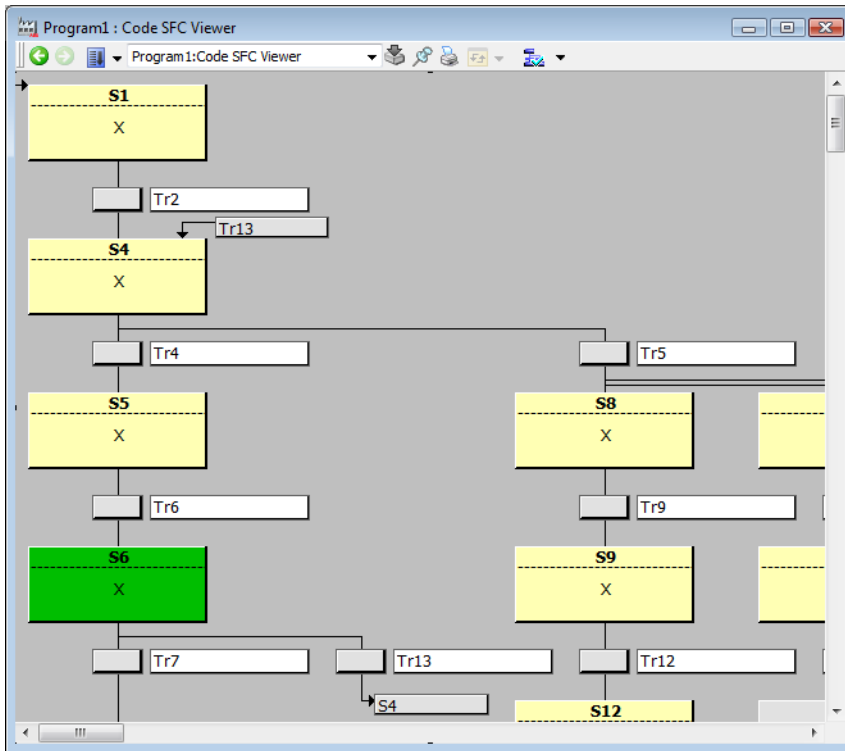 Program1 : Code SFC Viewer
Program1:Code SFC Viewer
S1
X
Tr2
Tr13
S4
X
Tr4
Tr5
S5
X
S8
X
Tr6
Tr9
S6
X
S9
X
Tr7
Tr13
Tr12
S4
S12